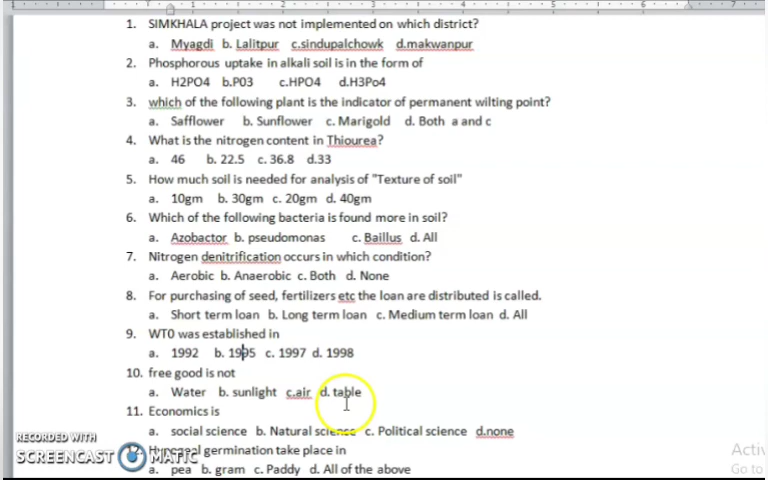 1. SIMKHALA project was not implemented on which district?
a. Myagdi b. Lalitpur c.sindupalchowk d.makwanpur
2. Phosphorous uptake in alkali soil is in the form of
a. H2PO4 b.P03 c.HPO4 d.H3Po4
3. which of the following plant is the indicator of permanent wilting point?
a. Safflower b. Sunflower c. Marigold d. Both a and c
4. What is the nitrogen content in Thiourea?
a. 46 b. 22.5 c. 36.8 d.33
5. How much soil is needed for analysis of "Texture of soil"
a. 10gm b. 30gm c. 20gm d. 40gm
6. Which of the following bacteria is found more in soil?
a. Azobactor b. pseudomonas c. Baillus d. All
7. Nitrogen denitrification occurs in which condition?
a. Aerobic b. Anaerobic c. Both d. None
8. For purchasing of seed, fertilizers etc the loan are distributed is called.
a. Short term loan b. Long term loan c. Medium term loan d. All
9. WTO was established in
a. 1992 b. 1995 c. 1997 d. 1998
10. free good is not
a. Water b. sunlight c.air d. table
11. Economics is
a. social science b. Natural science c. Political science d.none
germination take place in
a. pea b. gram c. Paddy d. All of the above
RECORDED WITH
SCREENCAST MATIC
Go to